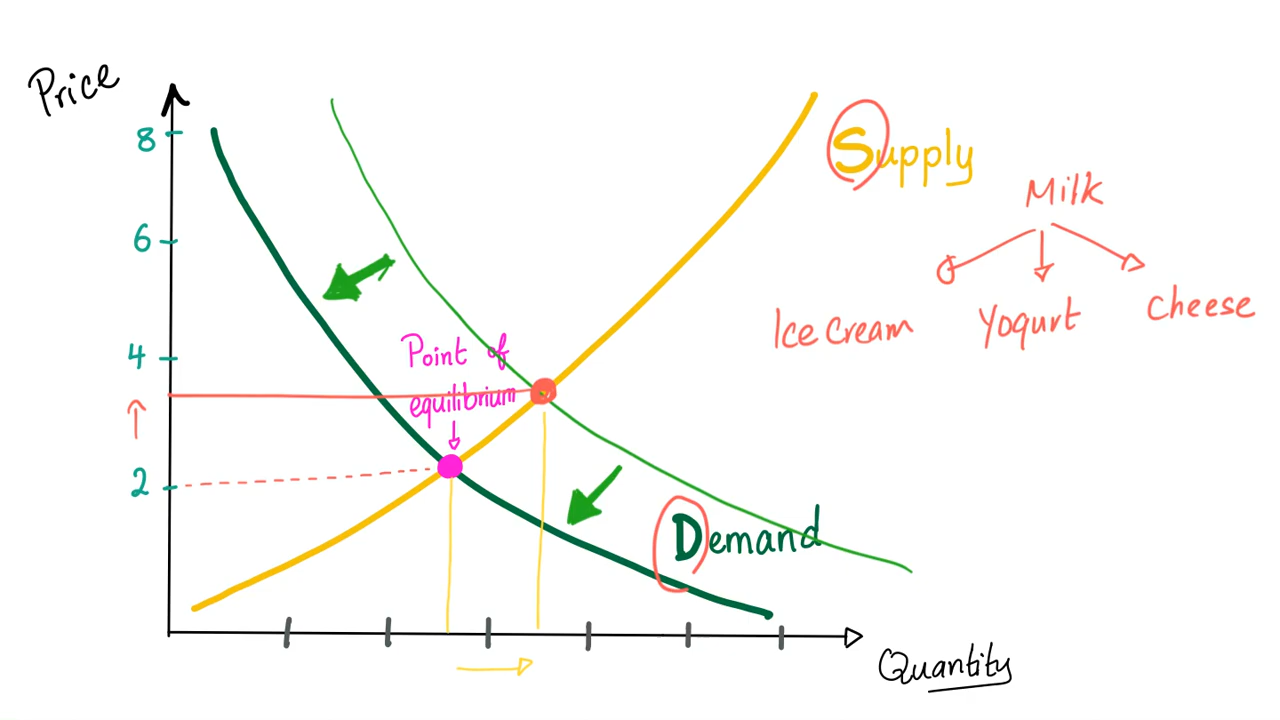 Price
8
6
4
2
Supply
Milk
Ice Cream
Yogurt
Cheese
Point of
equilibrium
Demand
Quantity